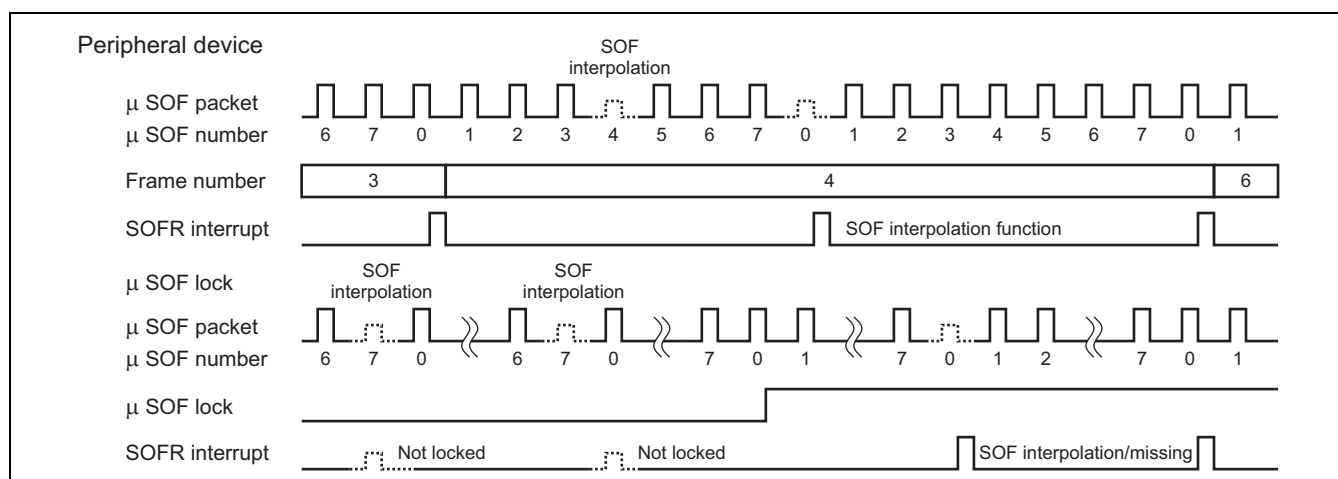 Peripheral device
SOF
interpolation
μ SOF packet
μ SOF number 6 7 0 1 2 3 4 5 6 7 0 1 2 3 4 5 6 7 0 1
Frame number 3 4 6
SOFR interrupt SOF interpolation function
μ SOF lock
SOF SOF
interpolation interpolation
μ SOF packet
μ SOF number 6 7 0 6 7 0 7 0 1 7 0 1 2 7 0 1
μ SOF lock
SOFR interrupt Not locked Not locked SOF interpolation/missing